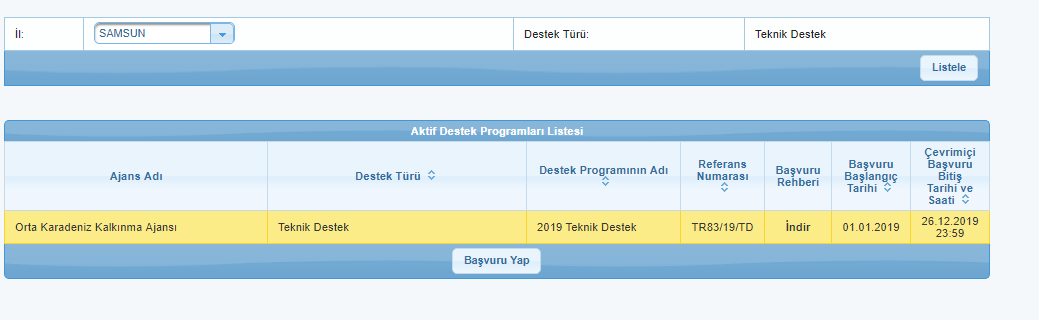 İl:
SAMSUN
Destek Türü:
Teknik Destek
Listele
Aktif Destek Programları Listesi
Ajans Adı
Destek Türü
Destek Programının Adı
Referans
Numarası
Başvuru
Rehberi
Başvuru
Başlangıç
Tarihi
Çevrimiçi
Başvuru
Bitiş
Tarihi ve
Saati
Orta Karadeniz Kalkınma Ajansı
Teknik Destek
2019 Teknik Destek
TR83/19/TD
İndir
01.01.2019
26.12.2019
23:59
Başvuru Yap